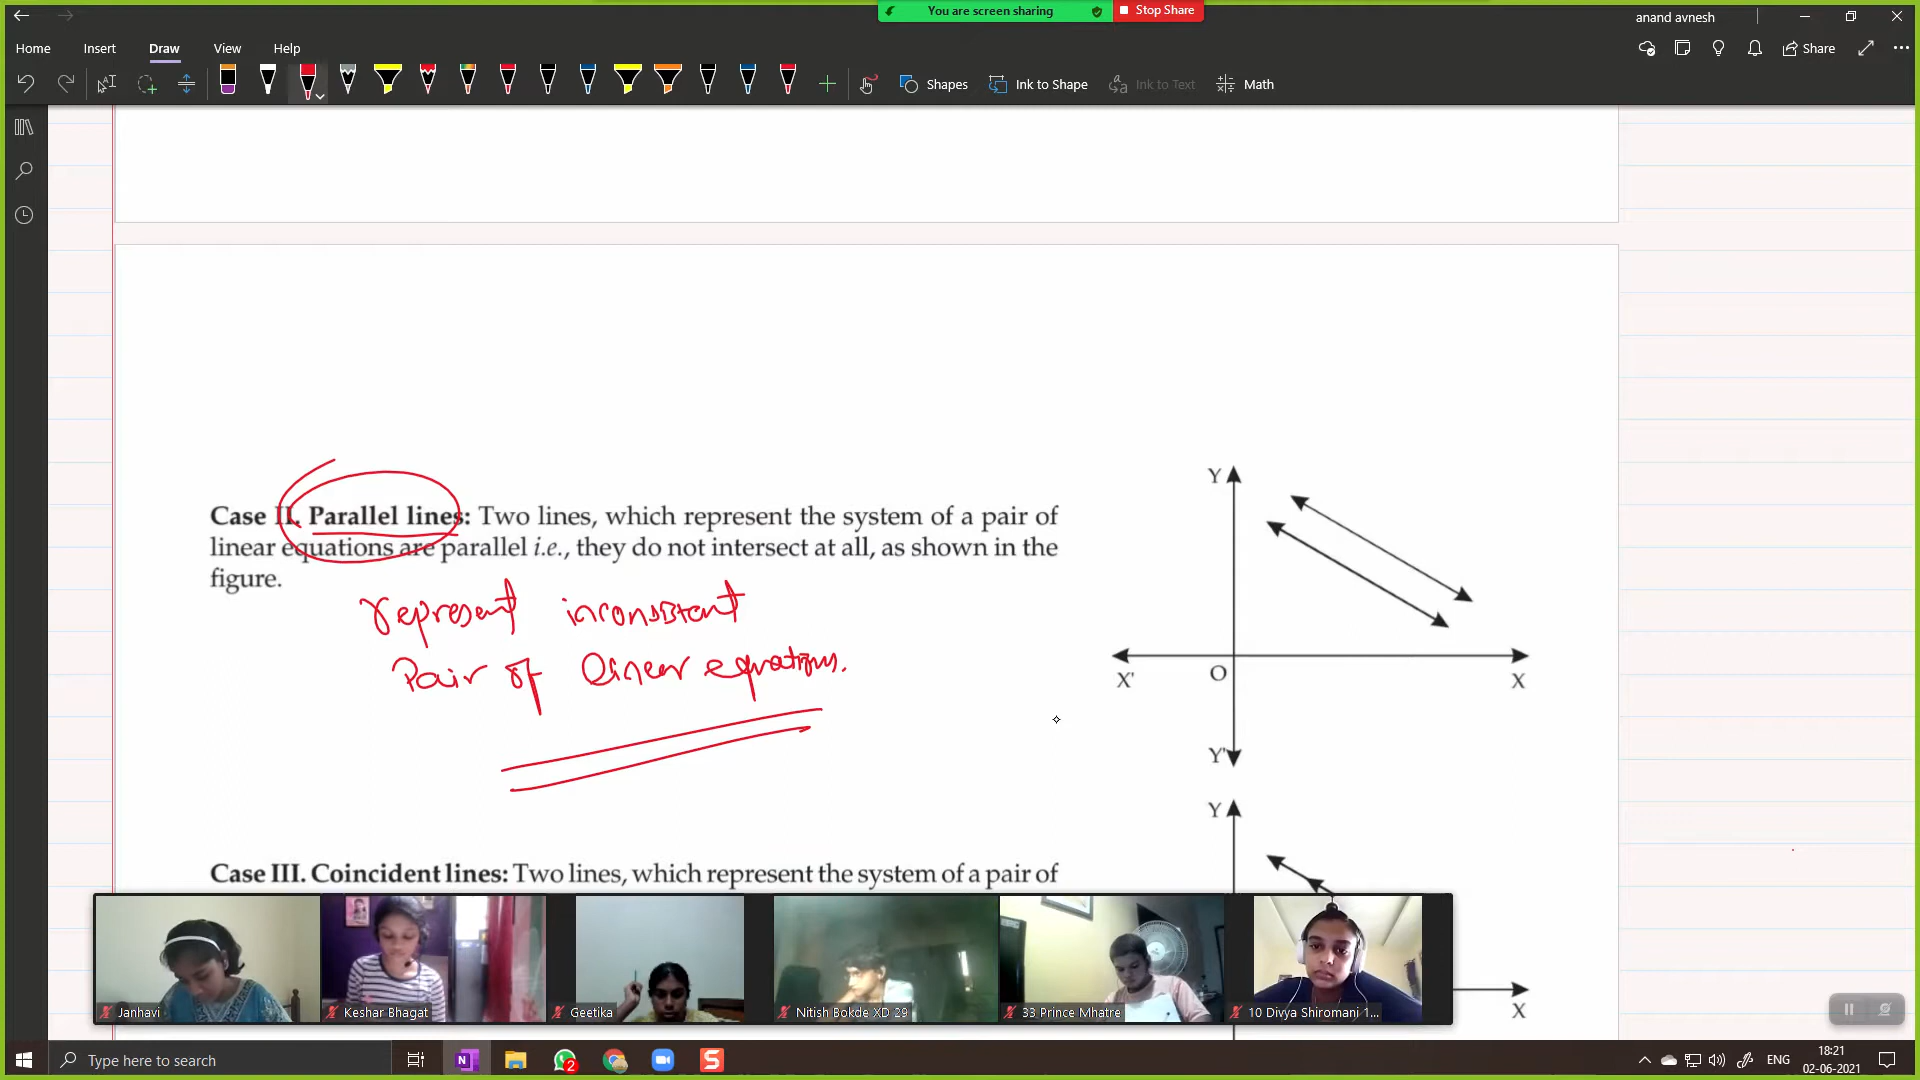 You are screen sharing
Stop Share
anand avnesh
Home Insert Draw View Help
Share
Shapes
Ink to Shape
Ink to Text
Math
Case II. Parallel lines: Two lines, which represent the system of a pair of
linear equations are parallel i.e., they do not intersect at all, as shown in the
figure.
represent inconsistent
Pair of linear equations.
Y
X'
O
X
Y'
Y
Case III. Coincident lines: Two lines, which represent the system of a pair of
X
Janhavi
Keshar Bhagat
Geetika
Nitish Bokde XD 29
33 Prince Mhatre
10 Divya Shiromani 1...
Type here to search
2
ENG
18:21
02-06-2021